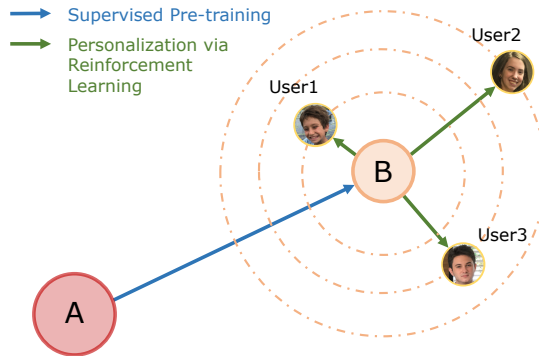 Supervised Pre-training
Personalization via
Reinforcement
Learning
User2
User1
B
User3
A